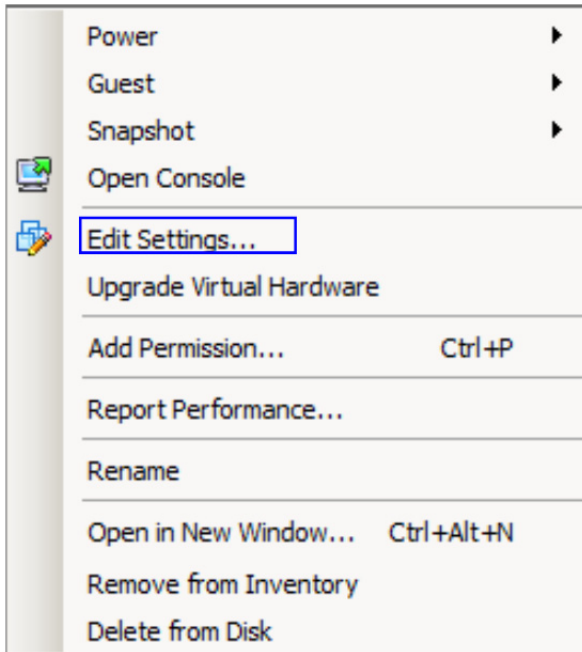 Power
Guest
Snapshot
Open Console
Edit Settings...
Upgrade Virtual Hardware
Add Permission... Ctrl+P
Report Performance...
Rename
Open in New Window... Ctrl+Alt+N
Remove from Inventory
Delete from Disk